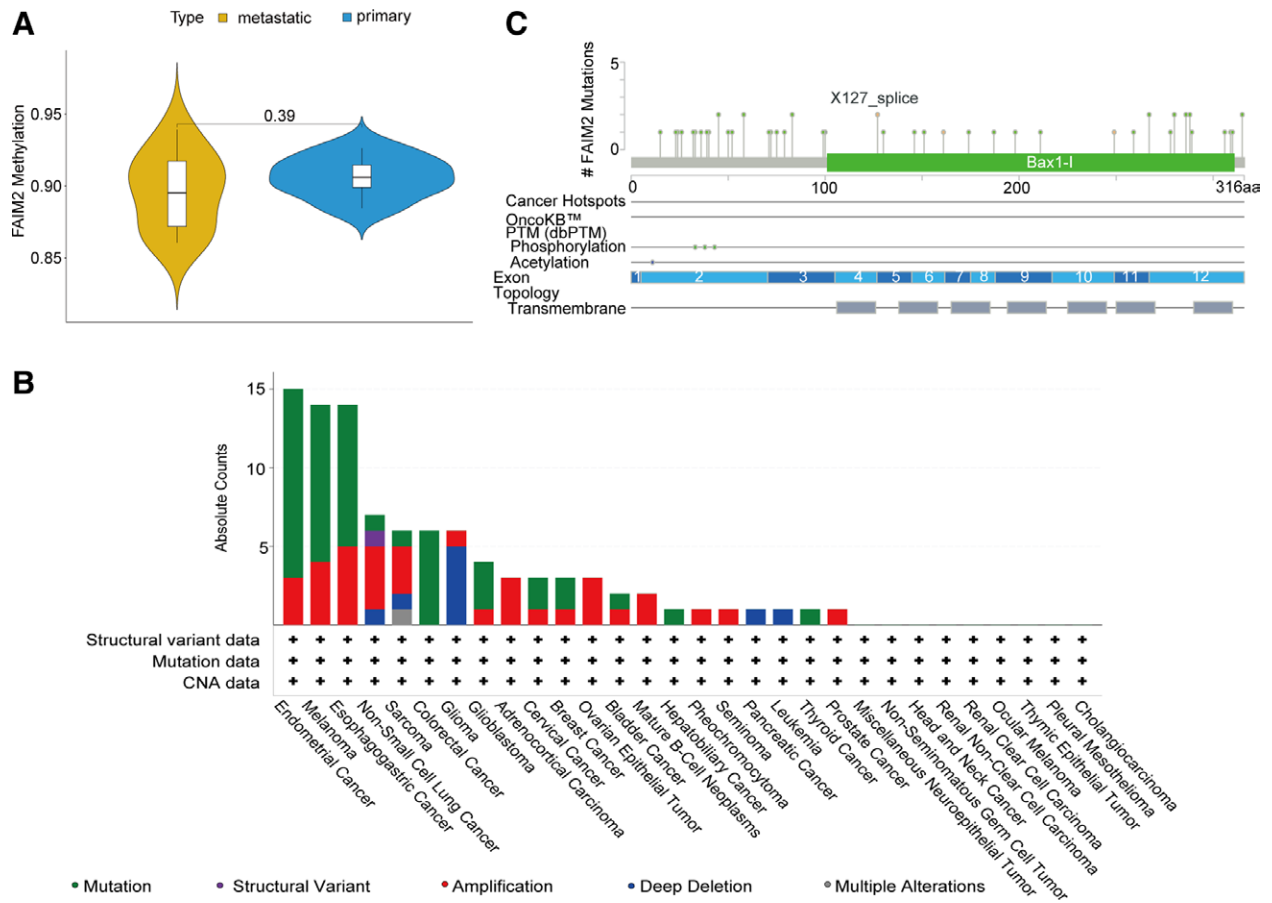 A
Type metastatic primary
FAIM2 Methylation
0.95
0.90
0.85
0.39
C
# FAIM2 Mutations
5
0
X127_splice
Bax1-I
0 100 200 316aa
Cancer Hotspots
OncoKB™
PTM (dbPTM)
Phosphorylation
Acetylation
Exon 1 2 3 4 5 6 7 8 9 10 11 12
Topology
Transmembrane
B
Absolute Counts
15
10
5
Structural variant data
Mutation data
CNA data
Endometrial Cancer
Melanoma
Esophagogastric Cancer
Non-Small Cell Lung Cancer
Sarcoma
Colorectal Cancer
Glioma
Glioblastoma
Adrenocortical Carcinoma
Cervical Cancer
Breast Cancer
Ovarian Epithelial Tumor
Bladder Cancer
Mature B-Cell Neoplasms
Hepatobiliary Cancer
Pheochromocytoma
Seminoma
Pancreatic Cancer
Leukemia
Thyroid Cancer
Prostate Cancer
Miscellaneous Neuroepithelial Tumor
Non-Seminomatous Germ Cell Tumor
Head and Neck Cancer
Renal Non-Clear Cell Carcinoma
Renal Clear Cell Carcinoma
Ocular Melanoma
Thymic Epithelial Tumor
Pleural Mesothelioma
Cholangiocarcinoma
Mutation Structural Variant Amplification Deep Deletion Multiple Alterations